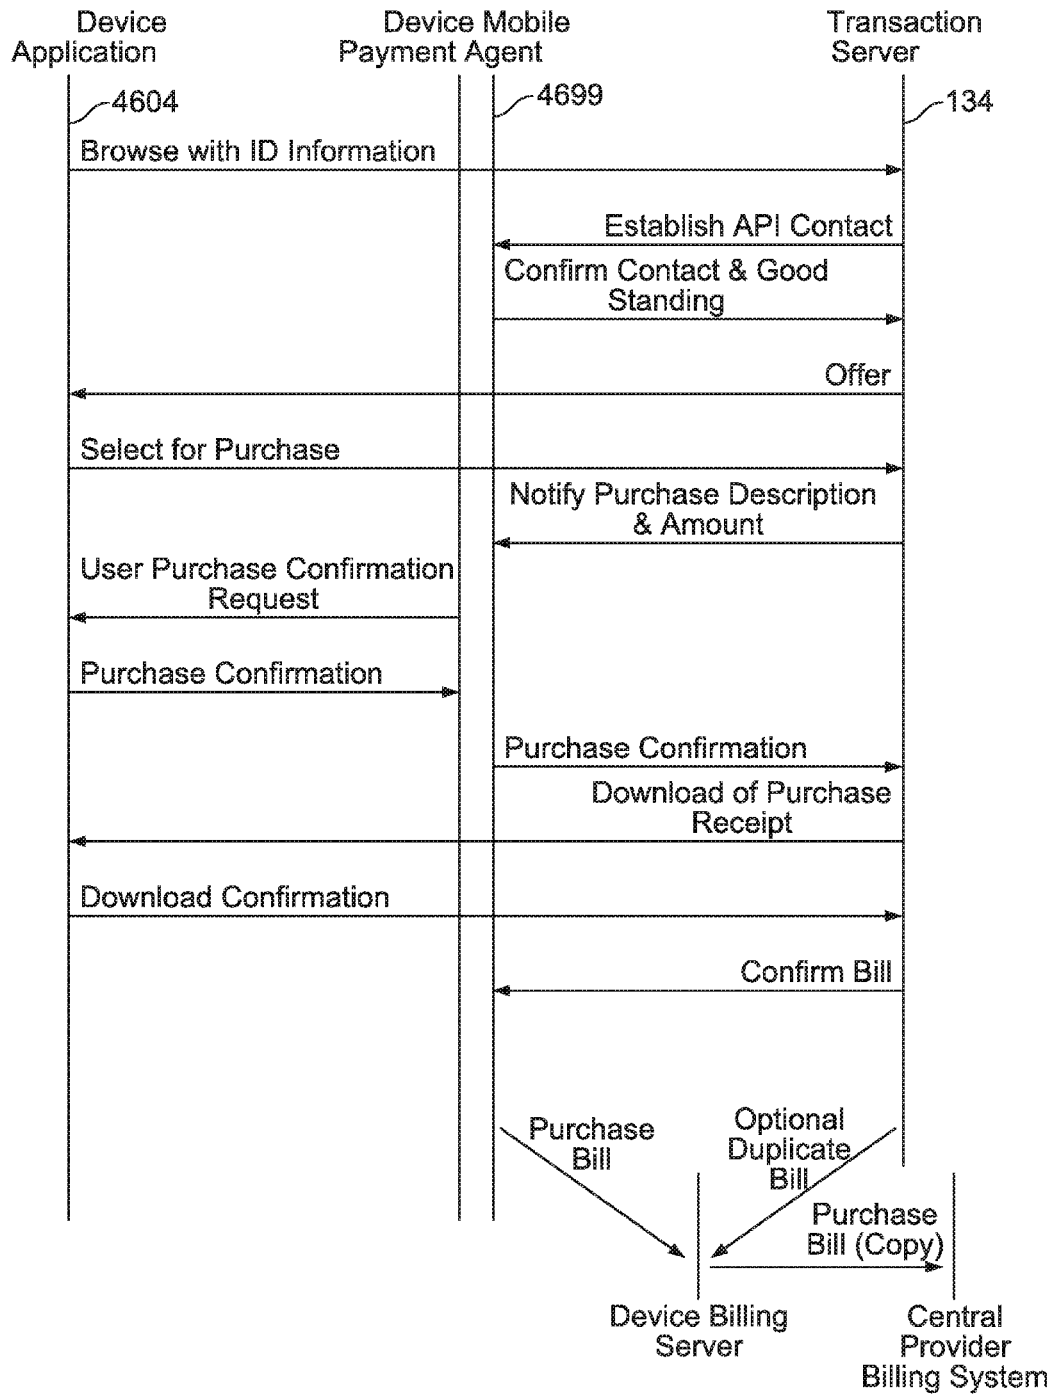 Device
Application
Device Mobile
Payment Agent
Transaction
Server
4604
4699
134
Browse with ID Information
Establish API Contact
Confirm Contact & Good
Standing
Offer
Select for Purchase
Notify Purchase Description
& Amount
User Purchase Confirmation
Request
Purchase Confirmation
Purchase Confirmation
Download of Purchase
Receipt
Download Confirmation
Confirm Bill
Purchase
Bill
Optional
Duplicate
Bill
Purchase
Bill (Copy)
Device Billing
Server
Central
Provider
Billing System